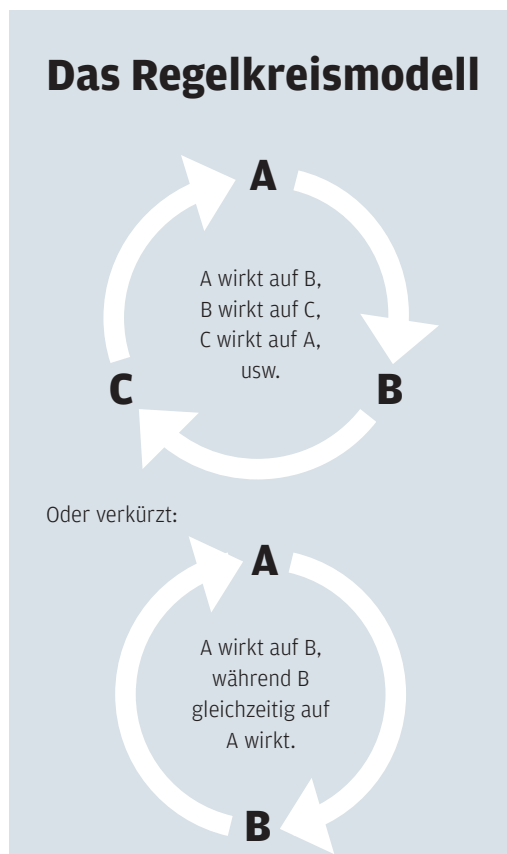 Das Regelkreismodell
A
A wirkt auf B,
B wirkt auf C,
C wirkt auf A,
usw.
C
B
Oder verkürzt:
A
A wirkt auf B,
während B
gleichzeitig auf
A wirkt.
B